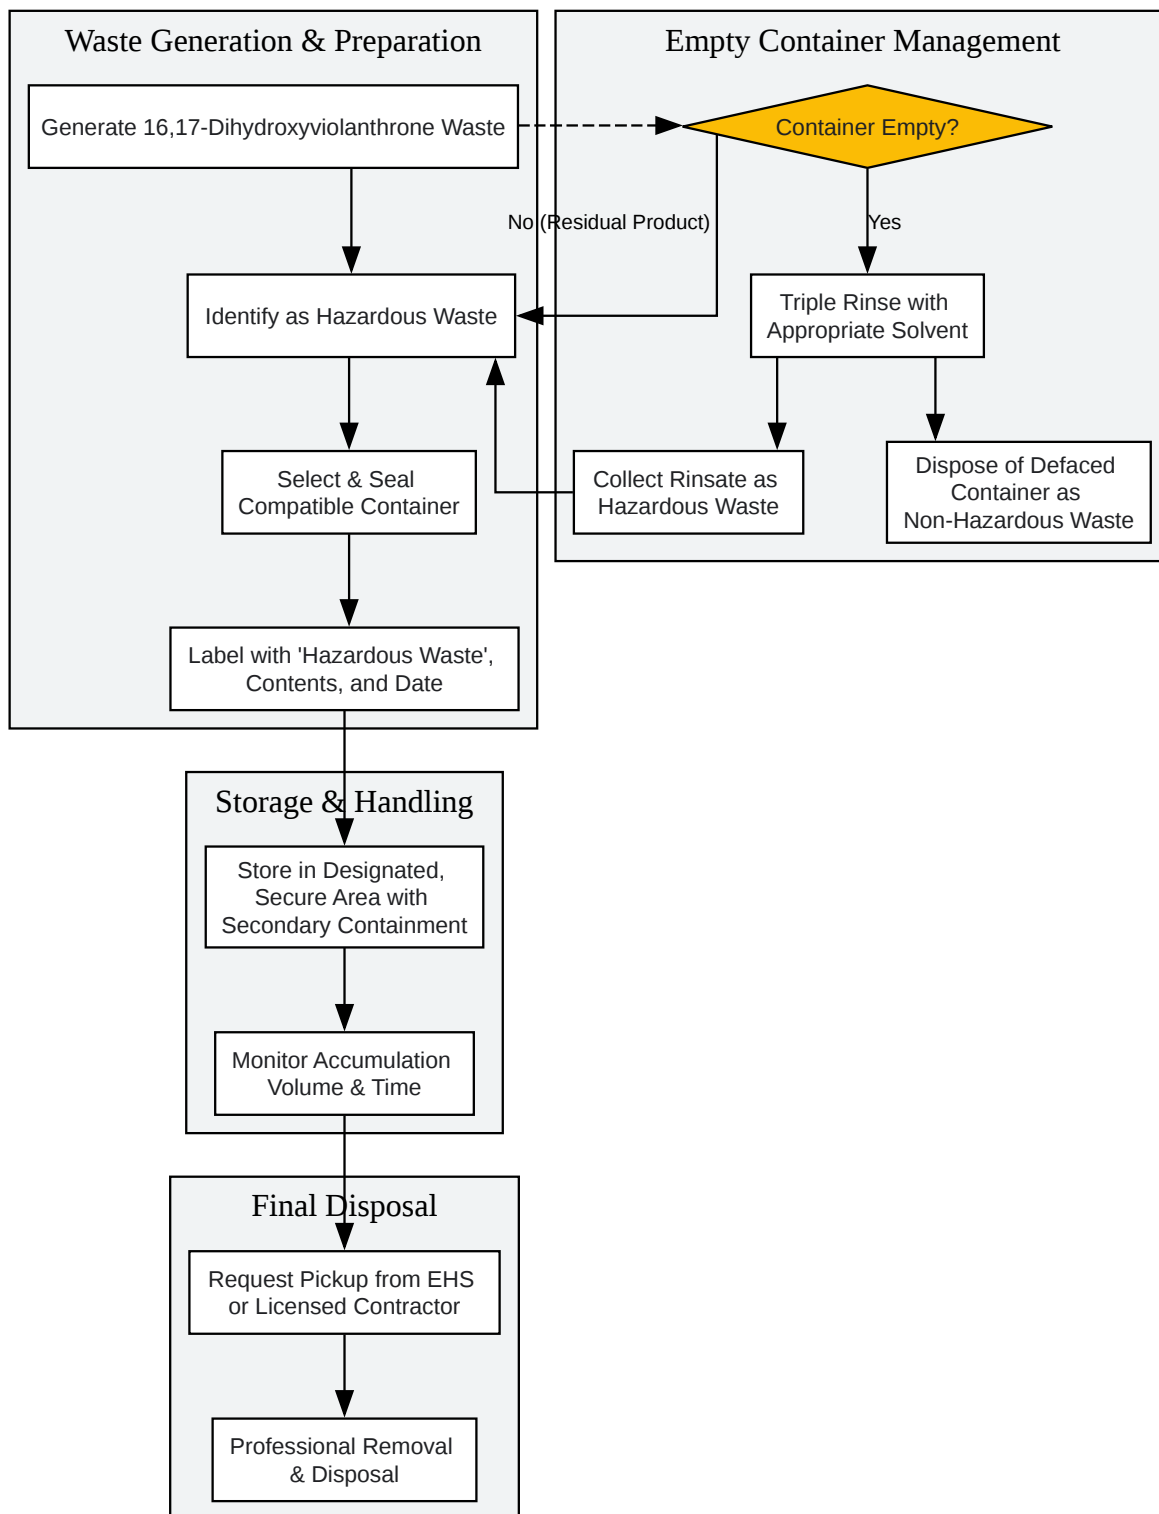 Waste Generation & Preparation
Generate 16,17-Dihydroxyviolanthrone Waste
Identify as Hazardous Waste
Select & Seal
Compatible Container
Label with 'Hazardous Waste',
Contents, and Date
Empty Container Management
Container Empty?
No (Residual Product)
Yes
Triple Rinse with
Appropriate Solvent
Collect Rinsate as
Hazardous Waste
Dispose of Defaced
Container as
Non-Hazardous Waste
Storage & Handling
Store in Designated,
Secure Area with
Secondary Containment
Monitor Accumulation
Volume & Time
Final Disposal
Request Pickup from EHS
or Licensed Contractor
Professional Removal
& Disposal